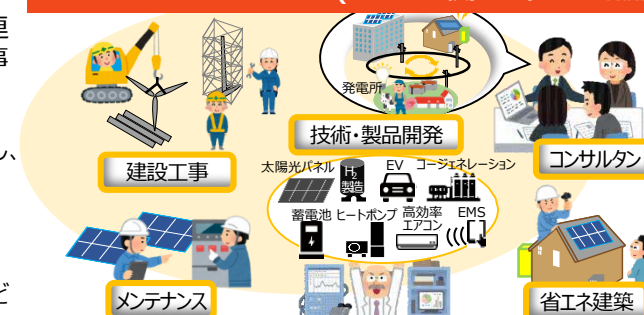 発電所
技術・製品開発
建設工事
コンサルタン
太陽光パネル
H2
製造
EV
コージェネレーション
蓄電池
ヒートポンプ
高効率
エアコン
EMS
メンテナンス
省エネ建築